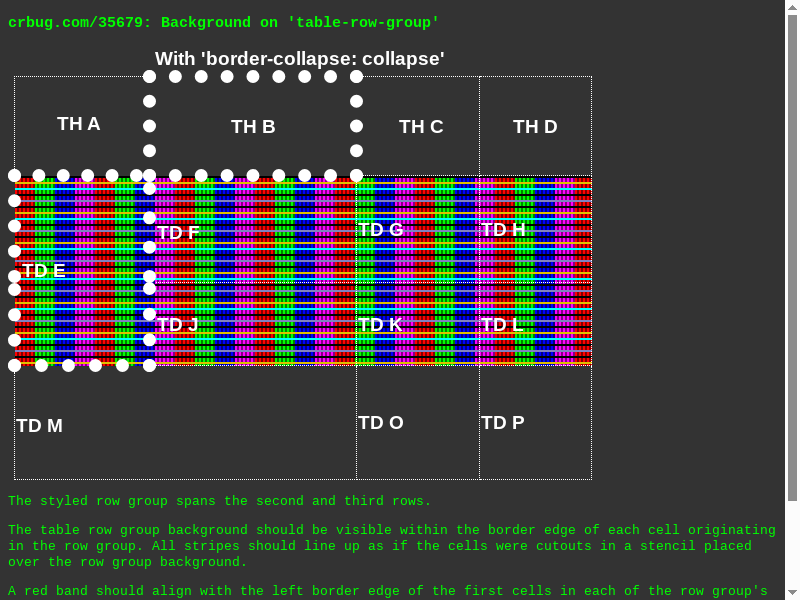 crbug.com/35679: Background on 'table-row-group'
With 'border-collapse: collapse'
TH A
TH B
TH C
TH D
TD E
TD F
TD G
TD H
TD J
TD K
TD L
TD M
TD O
TD P
The styled row group spans the second and third rows.
The table row group background should be visible within the border edge of each cell originating
in the row group. All stripes should line up as if the cells were cutouts in a stencil placed
over the row group background.
A red band should align with the left border edge of the first cells in each of the row group's